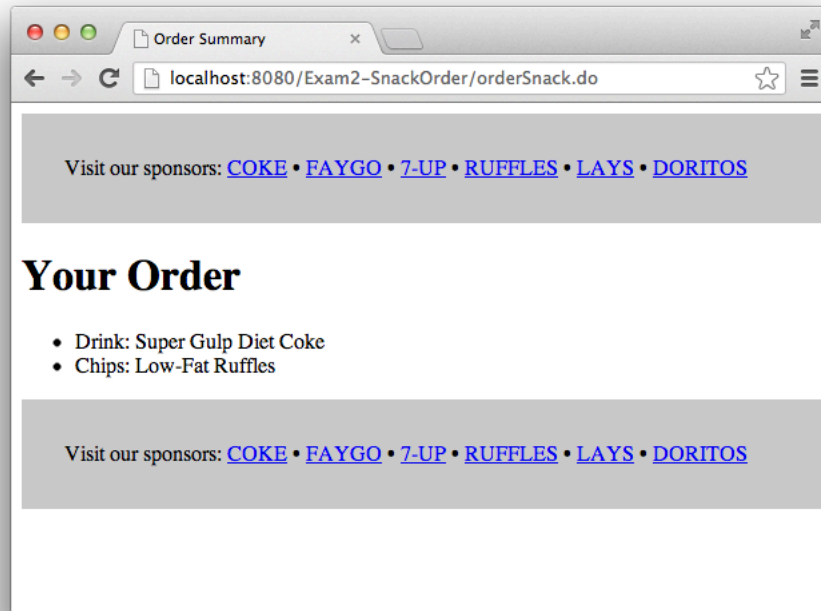 Order Summary
localhost:8080/Exam2-SnackOrder/orderSnack.do
Visit our sponsors: COKE • FAYGO • 7-UP • RUFFLES • LAYS • DORITOS
Your Order
• Drink: Super Gulp Diet Coke
• Chips: Low-Fat Ruffles
Visit our sponsors: COKE • FAYGO • 7-UP • RUFFLES • LAYS • DORITOS